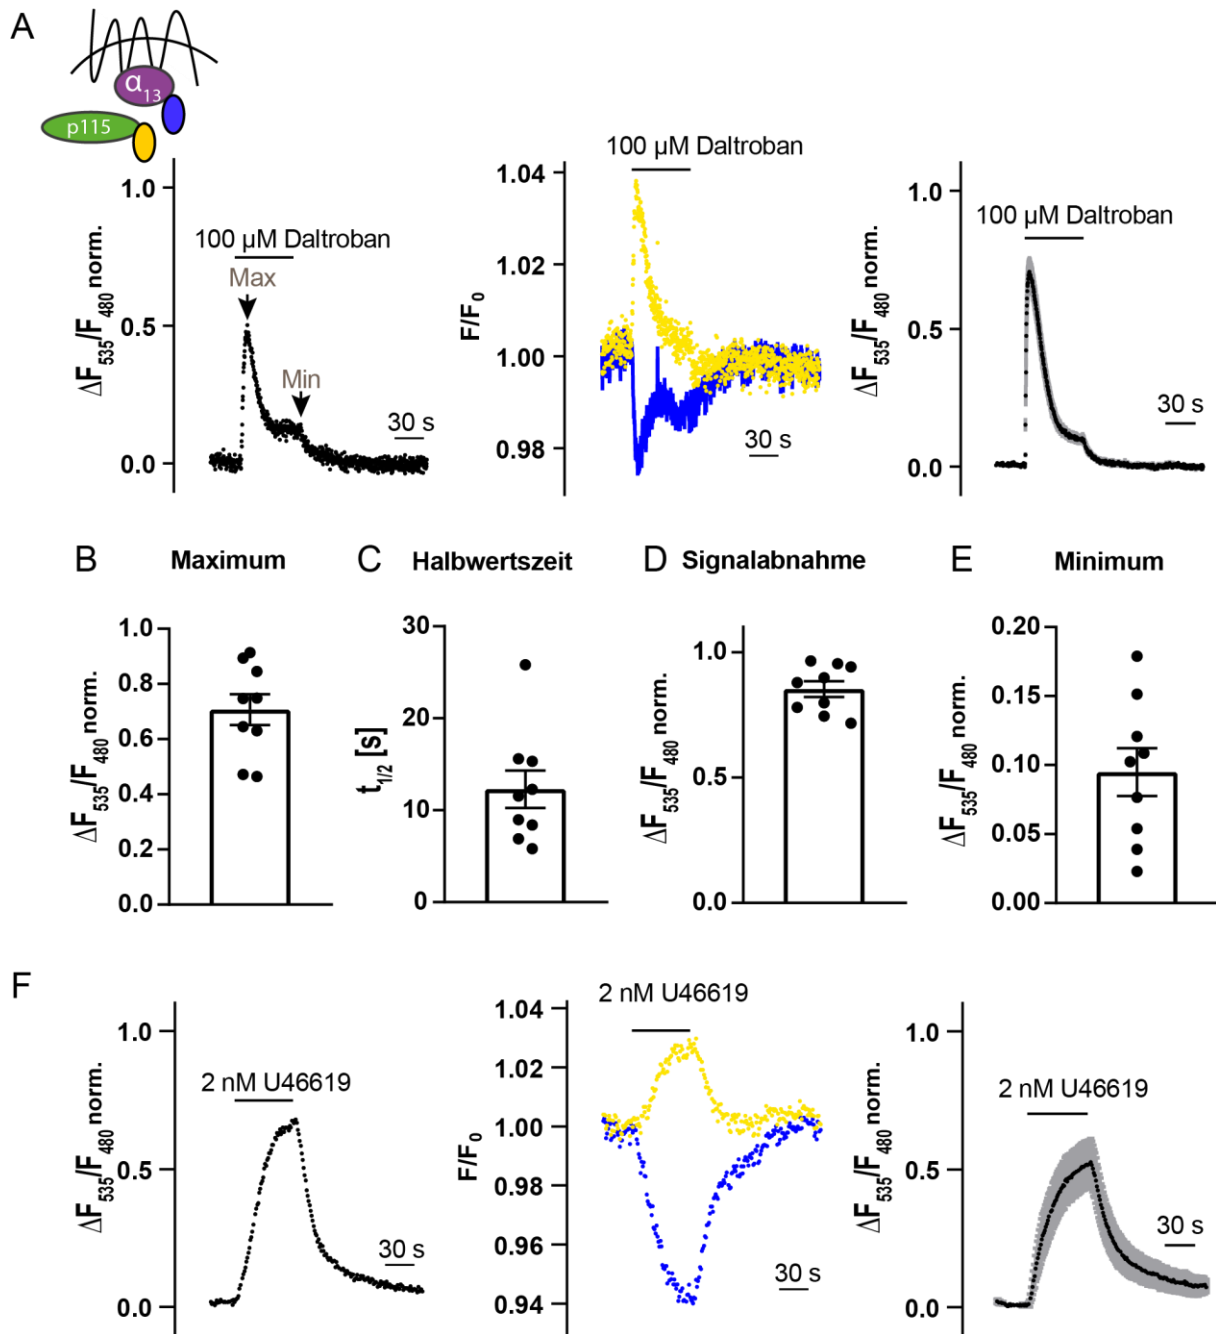 A
α13
p115
100 µM Daltroban
Max
Min
30 s
ΔF535/F480 norm.
1.0
0.5
0.0
100 µM Daltroban
30 s
F/F0
1.04
1.02
1.00
0.98
100 µM Daltroban
30 s
ΔF535/F480 norm.
1.0
0.5
0.0
B Maximum
ΔF535/F480 norm.
1.0
0.8
0.6
0.4
0.2
0.0
C Halbwertszeit
t1/2 [s]
30
20
10
0
D Signalabnahme
ΔF535/F480 norm.
1.0
0.5
0.0
E Minimum
ΔF535/F480 norm.
0.20
0.15
0.10
0.05
0.00
F
2 nM U46619
30 s
ΔF535/F480 norm.
1.0
0.5
0.0
2 nM U46619
30 s
F/F0
1.04
1.02
1.00
0.98
0.96
0.94
2 nM U46619
30 s
ΔF535/F480 norm.
1.0
0.5
0.0